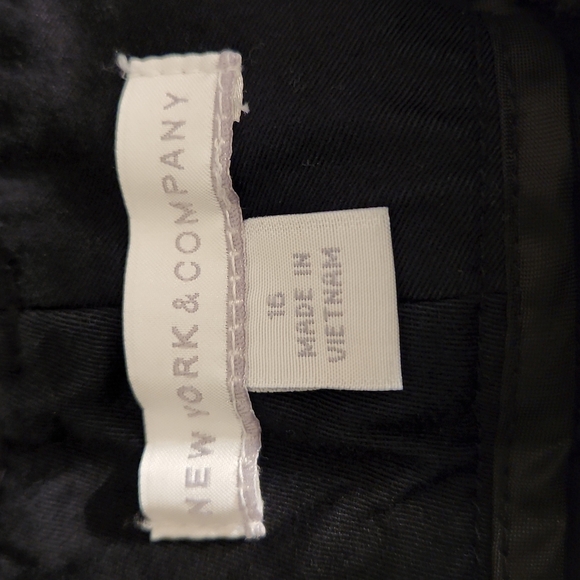 NEW YORK & COMPANY
16
MADE IN
VIETNAM